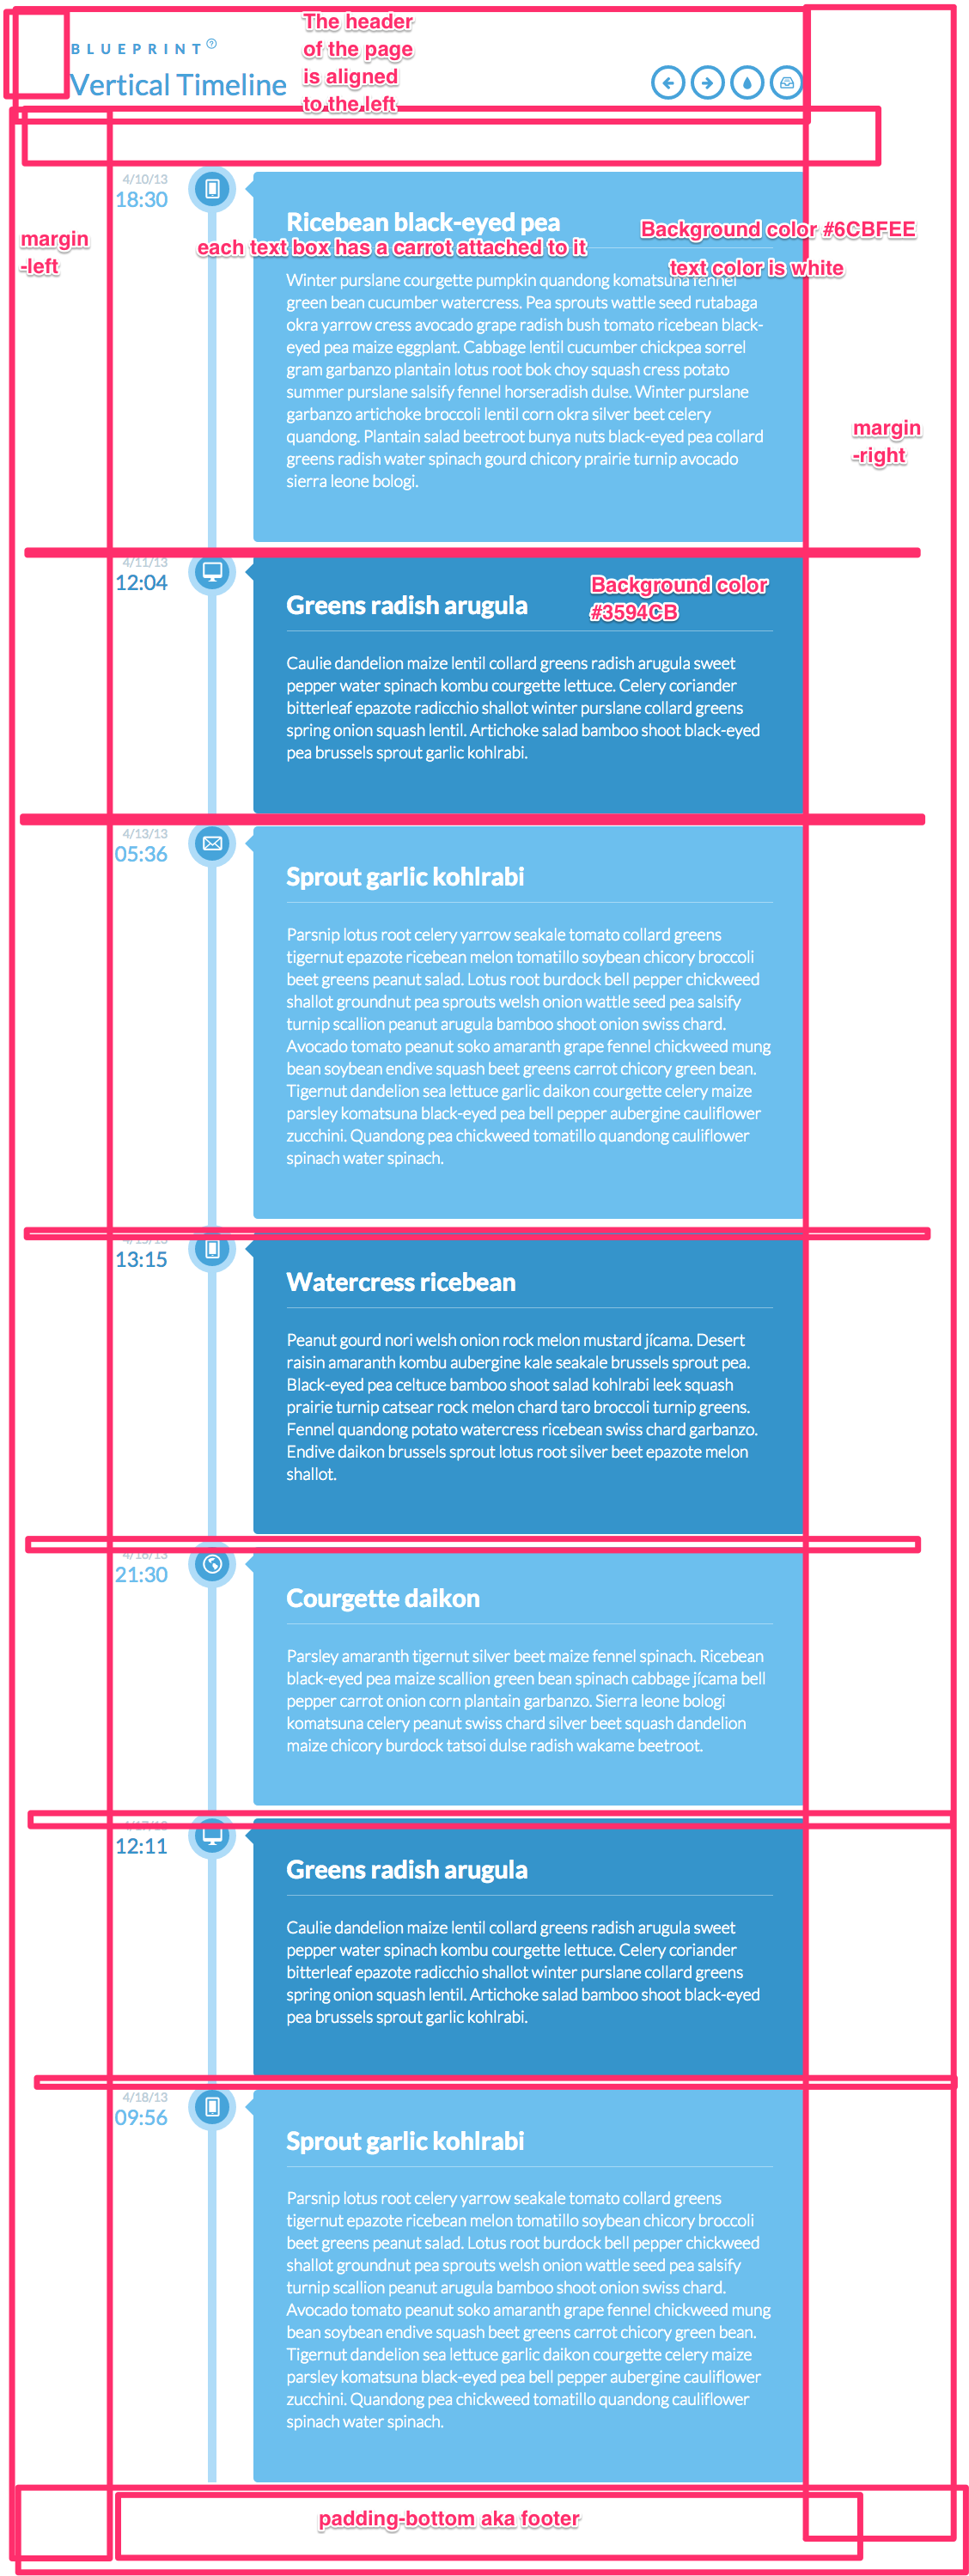 BLUEPRINT
Vertical Timeline
The header
of the page
is aligned
to the left
4/10/13
18:30
margin
-left
Ricebean black-eyed pea
each text box has a carrot attached to it
Background color #6CBFEE
text color is white
Winter purslane courgette pumpkin quandong komatsuna fennel
green bean cucumber watercress. Pea sprouts wattle seed rutabaga
okra yarrow cress avocado grape radish bush tomato ricebean black-
eyed pea maize eggplant. Cabbage lentil cucumber chickpea sorrel
gram garbanzo plantain lotus root bok choy squash cress potato
summer purslane salsify fennel horseradish dulse. Winter purslane
garbanzo artichoke broccoli lentil corn okra silver beet celery
quandong. Plantain salad beetroot bunya nuts black-eyed pea collard
greens radish water spinach gourd chicory prairie turnip avocado
sierra leone bologi.
margin
-right
4/11/13
12:04
Greens radish arugula
Background color
#3594CB
Caulie dandelion maize lentil collard greens radish arugula sweet
pepper water spinach kombu courgette lettuce. Celery coriander
bitterleaf epazote radicchio shallot winter purslane collard greens
spring onion squash lentil. Artichoke salad bamboo shoot black-eyed
pea brussels sprout garlic kohlrabi.
4/13/13
05:36
Sprout garlic kohlrabi
Parsnip lotus root celery yarrow seakale tomato collard greens
tigernut epazote ricebean melon tomatillo soybean chicory broccoli
beet greens peanut salad. Lotus root burdock bell pepper chickweed
shallot groundnut pea sprouts welsh onion wattle seed pea salsify
turnip scallion peanut arugula bamboo shoot onion swiss chard.
Avocado tomato peanut soko amaranth grape fennel chickweed mung
bean soybean endive squash beet greens carrot chicory green bean.
Tigernut dandelion sea lettuce garlic daikon courgette celery maize
parsley komatsuna black-eyed pea bell pepper aubergine cauliflower
zucchini. Quandong pea chickweed tomatillo quandong cauliflower
spinach water spinach.
13:15
Watercress ricebean
Peanut gourd nori welsh onion rock melon mustard jícama. Desert
raisin amaranth kombu aubergine kale seakale brussels sprout pea.
Black-eyed pea celtuce bamboo shoot salad kohlrabi leek squash
prairie turnip catsear rock melon chard taro broccoli turnip greens.
Fennel quandong potato watercress ricebean swiss chard garbanzo.
Endive daikon brussels sprout lotus root silver beet epazote melon
shallot.
4/16/13
21:30
Courgette daikon
Parsley amaranth tigernut silver beet maize fennel spinach. Ricebean
black-eyed pea maize scallion green bean spinach cabbage jícama bell
pepper carrot onion corn plantain garbanzo. Sierra leone bologi
komatsuna celery peanut swiss chard silver beet squash dandelion
maize chicory burdock tatsoi dulse radish wakame beetroot.
12:11
Greens radish arugula
Caulie dandelion maize lentil collard greens radish arugula sweet
pepper water spinach kombu courgette lettuce. Celery coriander
bitterleaf epazote radicchio shallot winter purslane collard greens
spring onion squash lentil. Artichoke salad bamboo shoot black-eyed
pea brussels sprout garlic kohlrabi.
4/18/13
09:56
Sprout garlic kohlrabi
Parsnip lotus root celery yarrow seakale tomato collard greens
tigernut epazote ricebean melon tomatillo soybean chicory broccoli
beet greens peanut salad. Lotus root burdock bell pepper chickweed
shallot groundnut pea sprouts welsh onion wattle seed pea salsify
turnip scallion peanut arugula bamboo shoot onion swiss chard.
Avocado tomato peanut soko amaranth grape fennel chickweed mung
bean soybean endive squash beet greens carrot chicory green bean.
Tigernut dandelion sea lettuce garlic daikon courgette celery maize
parsley komatsuna black-eyed pea bell pepper aubergine cauliflower
zucchini. Quandong pea chickweed tomatillo quandong cauliflower
spinach water spinach.
padding-bottom aka footer